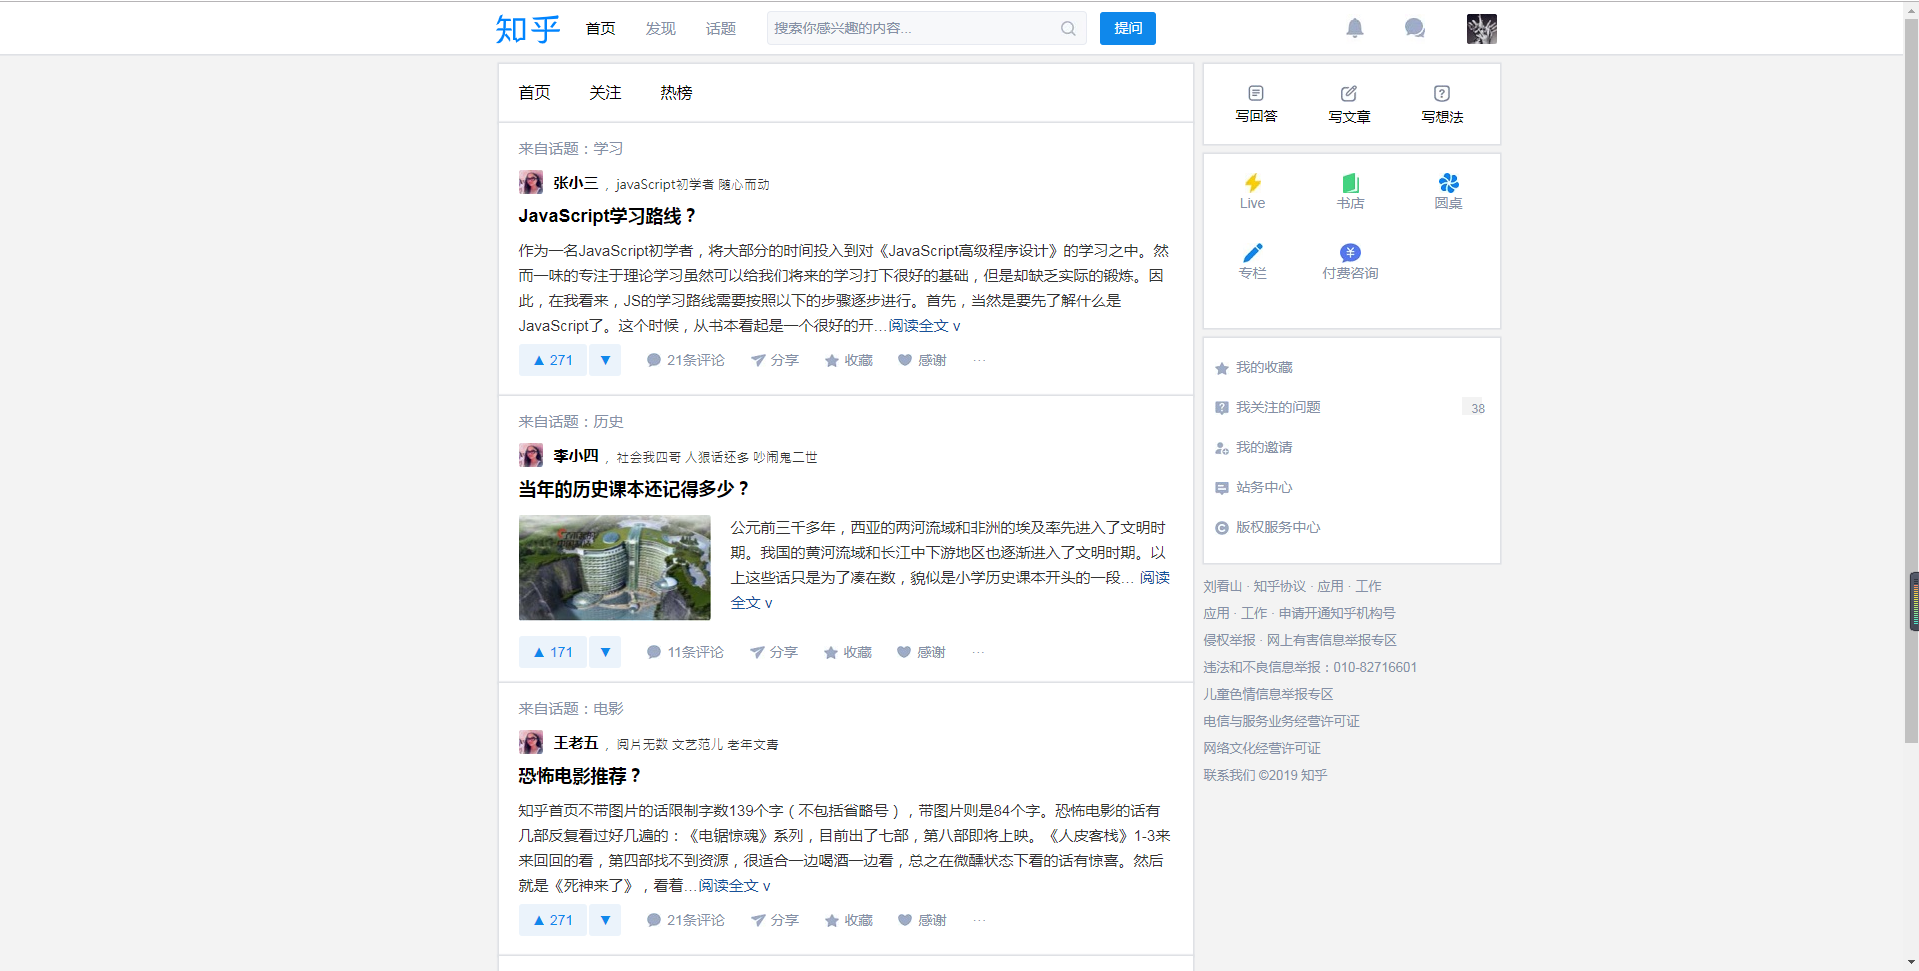 知乎 首页 发现 话题 搜索你感兴趣的内容... 提问
首页 关注 热榜
来自话题：学习
张小三 ，javaScript初学者 随心而动
JavaScript学习路线？
作为一名JavaScript初学者，将大部分的时间投入到对《JavaScript高级程序设计》的学习之中。然
而一味的专注于理论学习虽然可以给我们将来的学习打下很好的基础，但是却缺乏实际的锻炼。因
此，在我看来，JS的学习路线需要按照以下的步骤逐步进行。首先，当然是要先了解什么是
JavaScript了。这个时候，从书本看起是一个很好的开...阅读全文 v
▲ 271 ▼ 21条评论 分享 收藏 感谢 ...
来自话题：历史
李小四 ，社会我四哥 人狠话还多 吵闹鬼二世
当年的历史课本还记得多少？
公元前三千多年，西亚的两河流域和非洲的埃及率先进入了文明时
期。我国的黄河流域和长江中下游地区也逐渐进入了文明时期。以
上这些话只是为了凑在数，貌似是小学历史课本开头的一段... 阅读
全文 v
▲ 171 ▼ 11条评论 分享 收藏 感谢 ...
来自话题：电影
王老五 ，阅片无数 文艺范儿 老年文青
恐怖电影推荐？
知乎首页不带图片的话限制字数139个字（不包括省略号），带图片则是84个字。恐怖电影的话有
几部反复看过好几遍的：《电锯惊魂》系列，目前出了七部，第八部即将上映。《人皮客栈》1-3来
来回回的看，第四部找不到资源，很适合一边喝酒一边看，总之在微醺状态下看的话有惊喜。然后
就是《死神来了》，看着...阅读全文 v
▲ 271 ▼ 21条评论 分享 收藏 感谢 ...
写回答 写文章 写想法
Live 书店 圆桌
专栏 付费咨询
我的收藏
我关注的问题 38
我的邀请
站务中心
版权服务中心
刘看山 · 知乎协议 · 应用 · 工作
应用 · 工作 · 申请开通知乎机构号
侵权举报 · 网上有害信息举报专区
违法和不良信息举报：010-82716601
儿童色情信息举报专区
电信与服务业务经营许可证
网络文化经营许可证
联系我们 ©2019 知乎